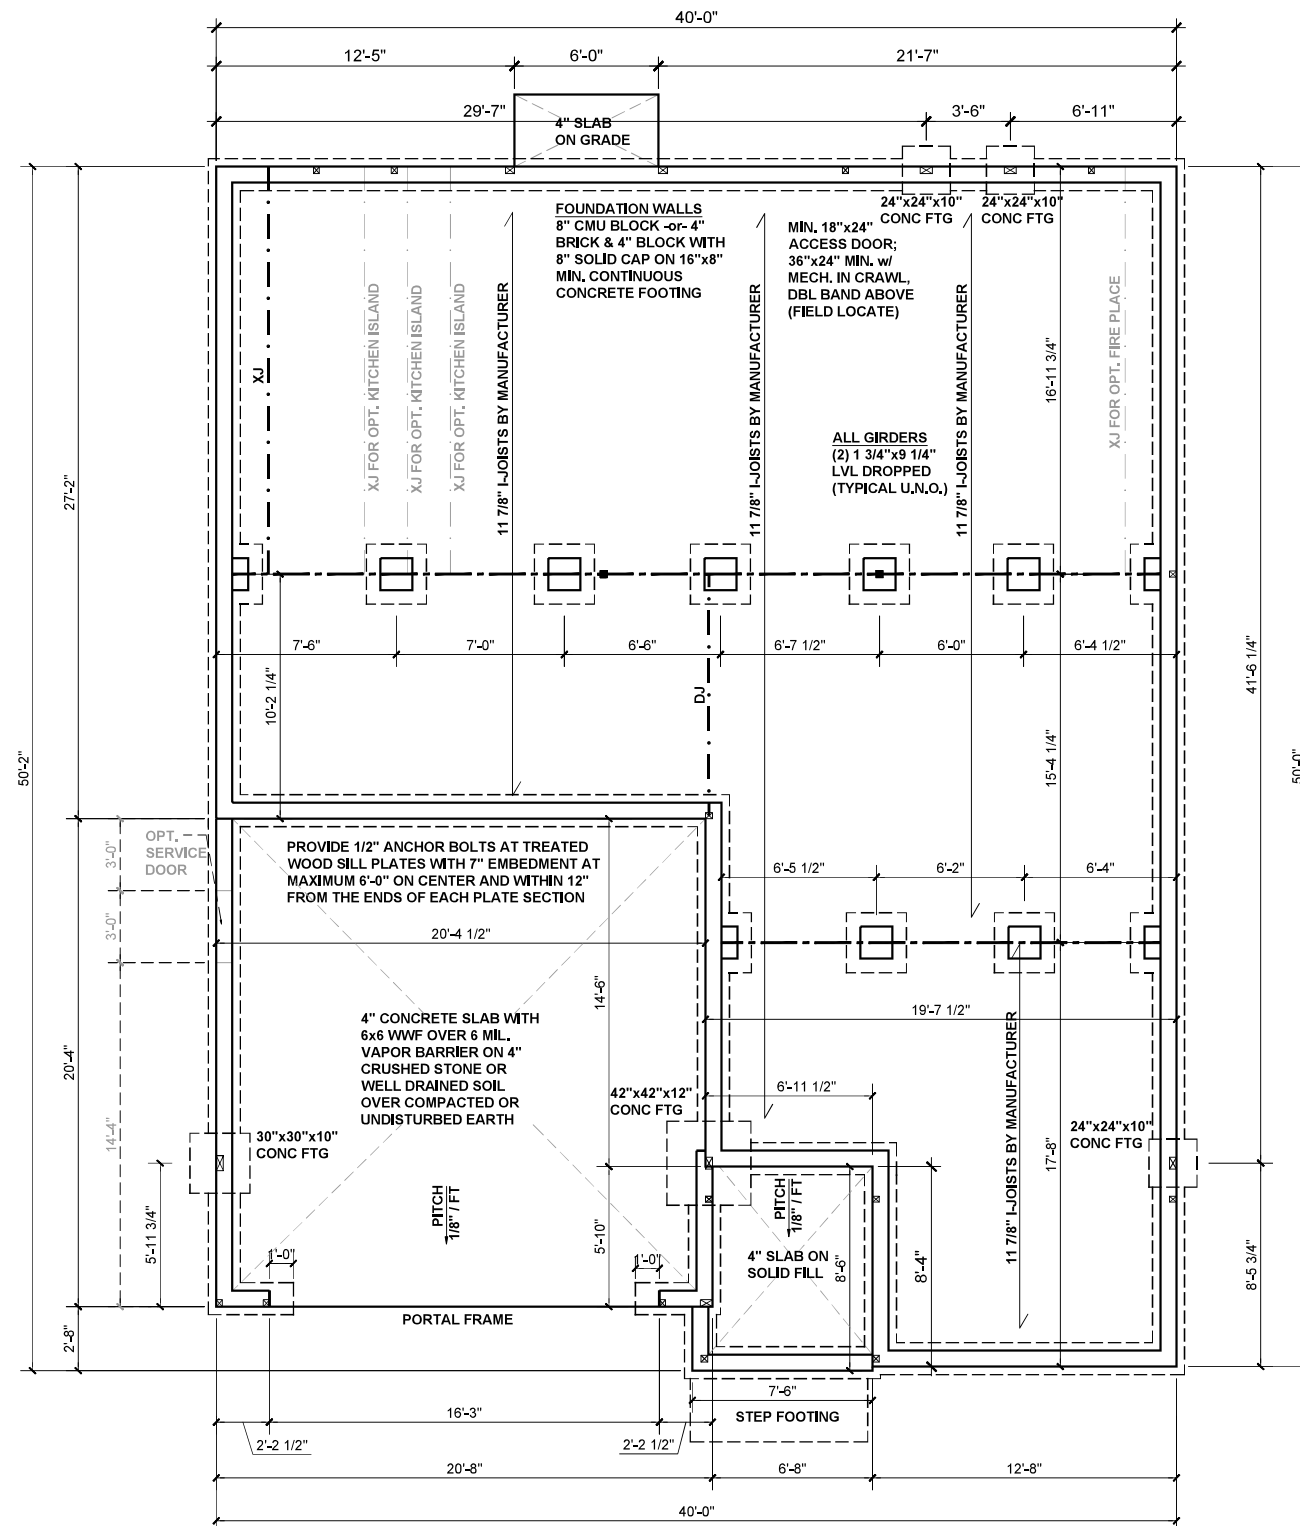 40'-0"
12'-5"
6'-0"
21'-7"
29'-7"
3'-6"
6'-11"
4" SLAB
ON GRADE
24"x24"x10"
CONC FTG
24"x24"x10"
CONC FTG
FOUNDATION WALLS
8" CMU BLOCK -or- 4"
BRICK & 4" BLOCK WITH
8" SOLID CAP ON 16"x8"
MIN. CONTINUOUS
CONCRETE FOOTING
MIN. 18"x24"
ACCESS DOOR;
36"x24" MIN. w/
MECH. IN CRAWL,
DBL BAND ABOVE
(FIELD LOCATE)
XJ
XJ FOR OPT. KITCHEN ISLAND
XJ FOR OPT. KITCHEN ISLAND
XJ FOR OPT. KITCHEN ISLAND
11 7/8" I-JOISTS BY MANUFACTURER
11 7/8" I-JOISTS BY MANUFACTURER
11 7/8" I-JOISTS BY MANUFACTURER
XJ FOR OPT. FIRE PLACE
16'-11 3/4"
ALL GIRDERS
(2) 1 3/4"x9 1/4"
LVL DROPPED
(TYPICAL U.N.O.)
27'-2"
50'-2"
7'-6"
7'-0"
6'-6"
6'-7 1/2"
6'-0"
6'-4 1/2"
10'-2 1/4"
DJ
15'-4 1/4"
41'-6 1/4"
50'-0"
OPT.
SERVICE
DOOR
3'-0"
3'-0"
14'-4"
20'-4"
PROVIDE 1/2" ANCHOR BOLTS AT TREATED
WOOD SILL PLATES WITH 7" EMBEDMENT AT
MAXIMUM 6'-0" ON CENTER AND WITHIN 12"
FROM THE ENDS OF EACH PLATE SECTION
6'-5 1/2"
6'-2"
6'-4"
20'-4 1/2"
14'-6"
19'-7 1/2"
4" CONCRETE SLAB WITH
6x6 WWF OVER 6 MIL.
VAPOR BARRIER ON 4"
CRUSHED STONE OR
WELL DRAINED SOIL
OVER COMPACTED OR
UNDISTURBED EARTH
42"x42"x12"
CONC FTG
6'-11 1/2"
30"x30"x10"
CONC FTG
24"x24"x10"
CONC FTG
11 7/8" I-JOISTS BY MANUFACTURER
17'-8"
5'-11 3/4"
PITCH
1/8" / FT
PITCH
1/8" / FT
5'-10"
1'-0"
1'-0"
4" SLAB ON
SOLID FILL
8'-6"
8'-4"
8'-5 3/4"
PORTAL FRAME
2'-8"
7'-6"
STEP FOOTING
16'-3"
2'-2 1/2"
2'-2 1/2"
20'-8"
6'-8"
12'-8"
40'-0"